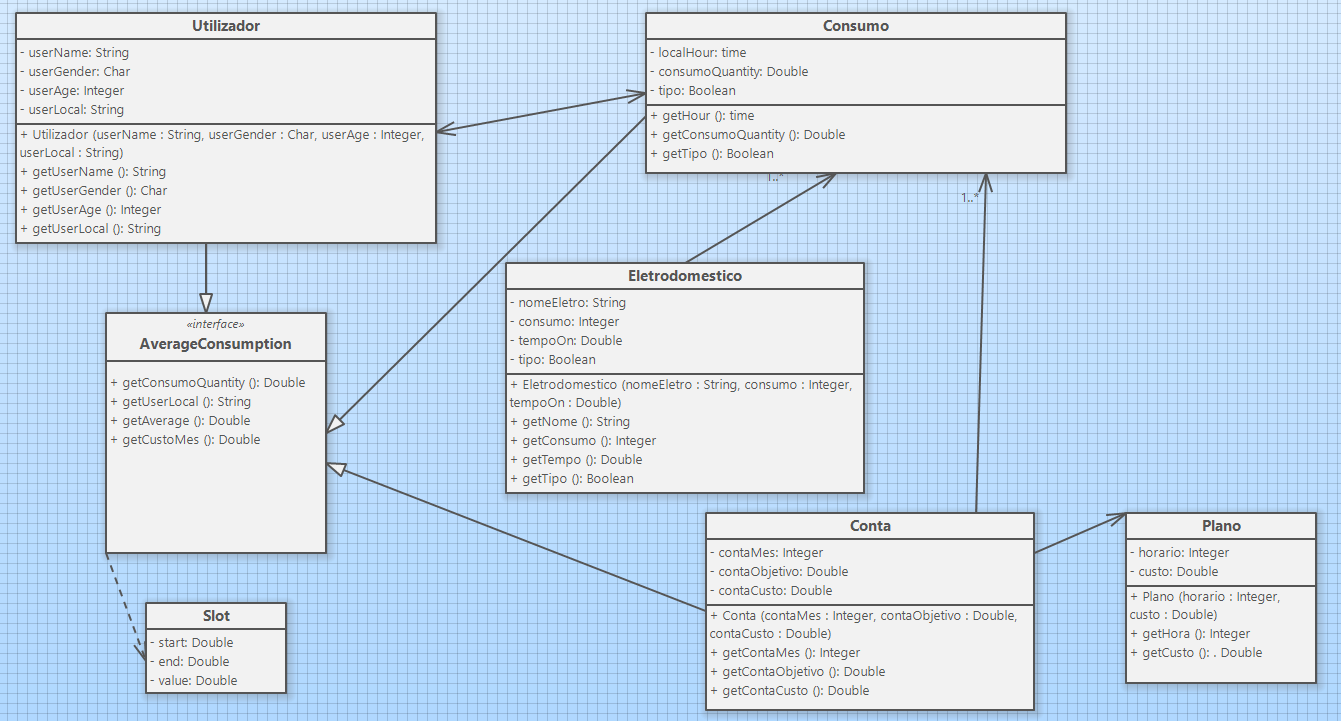 Utilizador
- userName: String
- userGender: Char
- userAge: Integer
- userLocal: String
+ Utilizador (userName : String, userGender : Char, userAge : Integer,
userLocal : String)
+ getUserName (): String
+ getUserGender (): Char
+ getUserAge (): Integer
+ getUserLocal (): String
Consumo
- localHour: time
- consumoQuantity: Double
- tipo: Boolean
+ getHour (): time
+ getConsumoQuantity (): Double
+ getTipo (): Boolean
1..*
1..*
Eletrodomestico
- nomeEletro: String
- consumo: Integer
- tempoOn: Double
- tipo: Boolean
+ Eletrodomestico (nomeEletro : String, consumo : Integer,
tempoOn : Double)
+ getNome (): String
+ getConsumo (): Integer
+ getTempo (): Double
+ getTipo (): Boolean
«interface»
AverageConsumption
+ getConsumoQuantity (): Double
+ getUserLocal (): String
+ getAverage (): Double
+ getCustoMes (): Double
Slot
- start: Double
- end: Double
- value: Double
Conta
- contaMes: Integer
- contaObjetivo: Double
- contaCusto: Double
+ Conta (contaMes : Integer, contaObjetivo : Double,
contaCusto : Double)
+ getContaMes (): Integer
+ getContaObjetivo (): Double
+ getContaCusto (): Double
Plano
- horario: Integer
- custo: Double
+ Plano (horario : Integer,
custo : Double)
+ getHora (): Integer
+ getCusto (): . Double